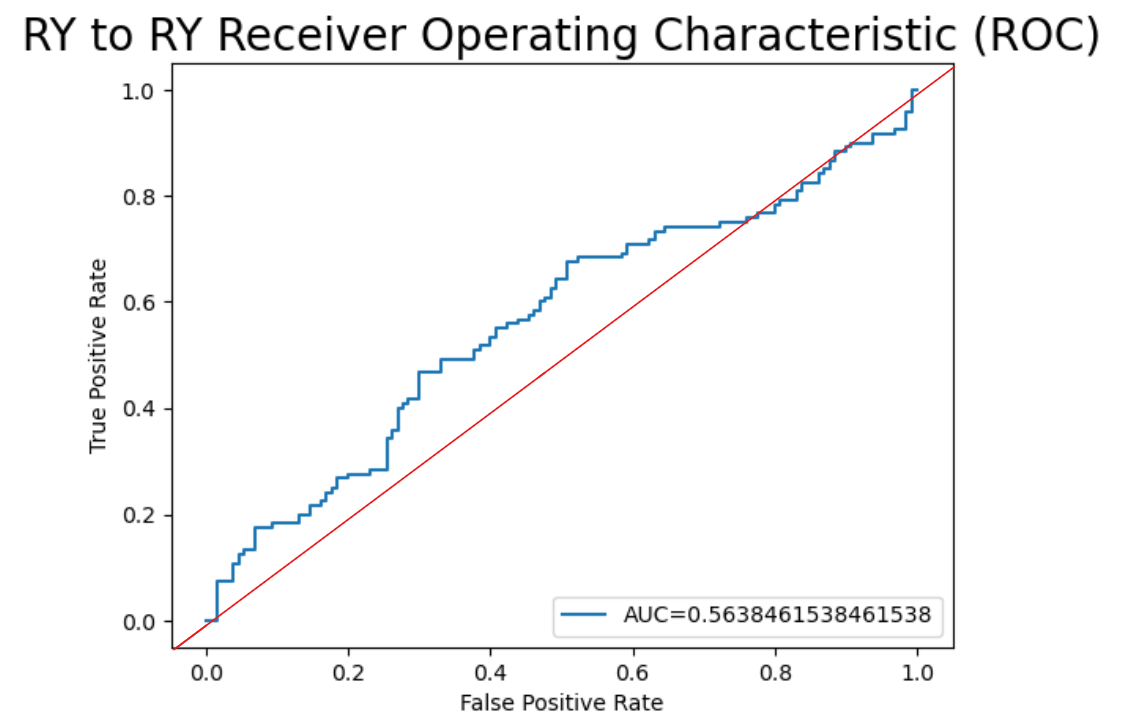 RY to RY Receiver Operating Characteristic (ROC)
1.0
0.8
0.6
0.4
0.2
0.0
True Positive Rate
AUC=0.5638461538461538
0.0 0.2 0.4 0.6 0.8 1.0
False Positive Rate